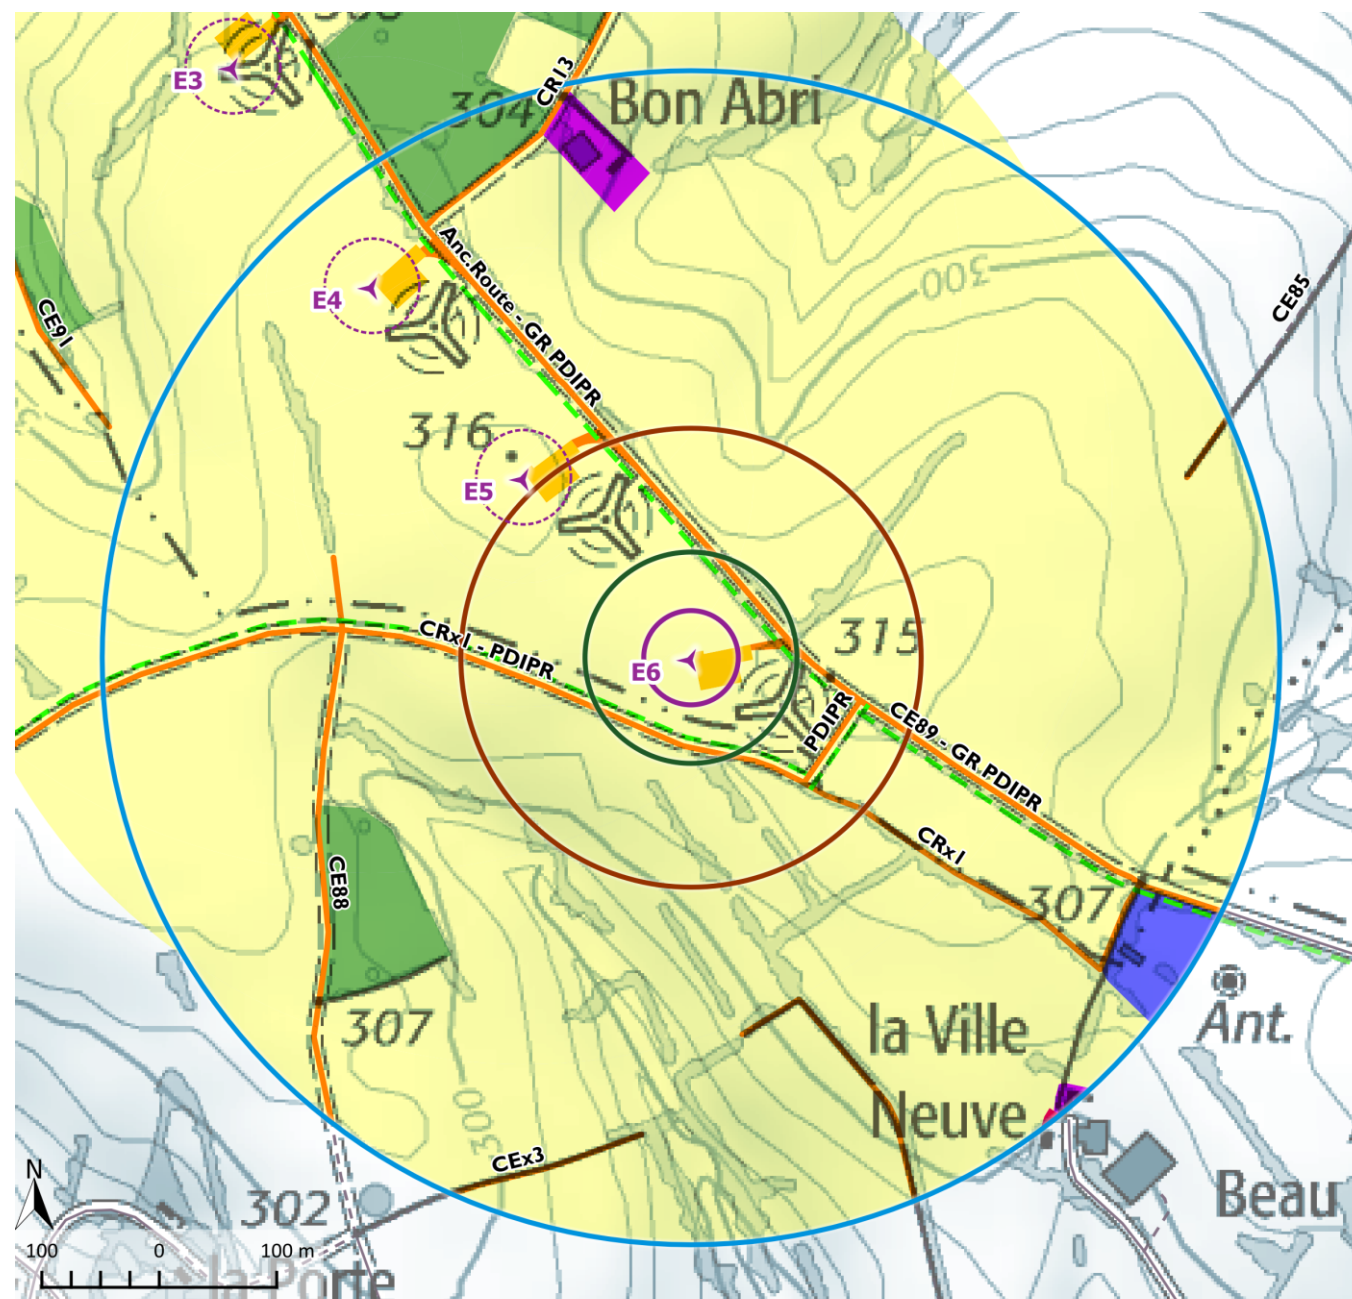 E3
304
CR13
Bon Abri
Anc.Route - GR PDIPR
300
CE85
E4
CE91
316
E5
CRx1 - PDIPR
E6
315
PDIPR
CE89 - GR PDIPR
CRx1
CE88
307
307
la Ville
Neuve
Ant.
300
CEx3
N
302
Beau
100 0 100 m
la Porte